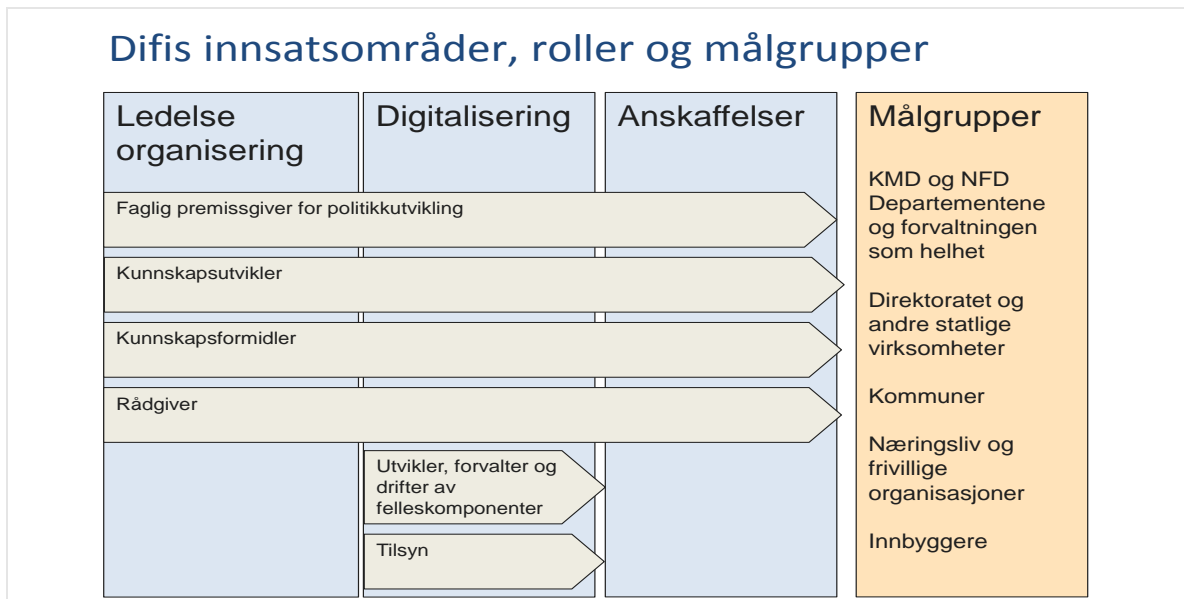 Difis innsatsområder, roller og målgrupper
Ledelse
organisering
Digitalisering
Anskaffelser
Målgrupper
Faglig premissgiver for politikkutvikling
Kunnskapsutvikler
Kunnskapsformidler
Rådgiver
Utvikler, forvalter og
drifter av
felleskomponenter
Tilsyn
KMD og NFD
Departementene
og forvaltningen
som helhet
Direktoratet og
andre statlige
virksomheter
Kommuner
Næringsliv og
frivillige
organisasjoner
Innbyggere